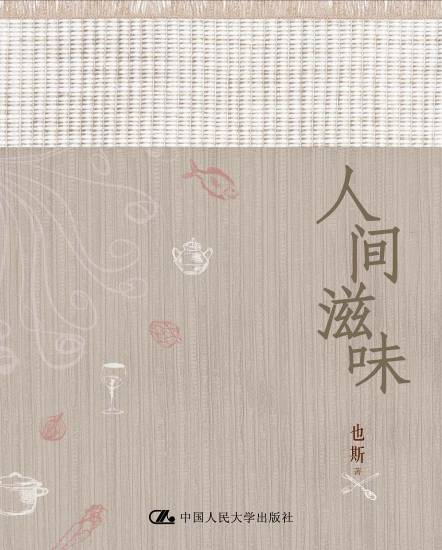 人间滋味
也斯
著
中国人民大学出版社